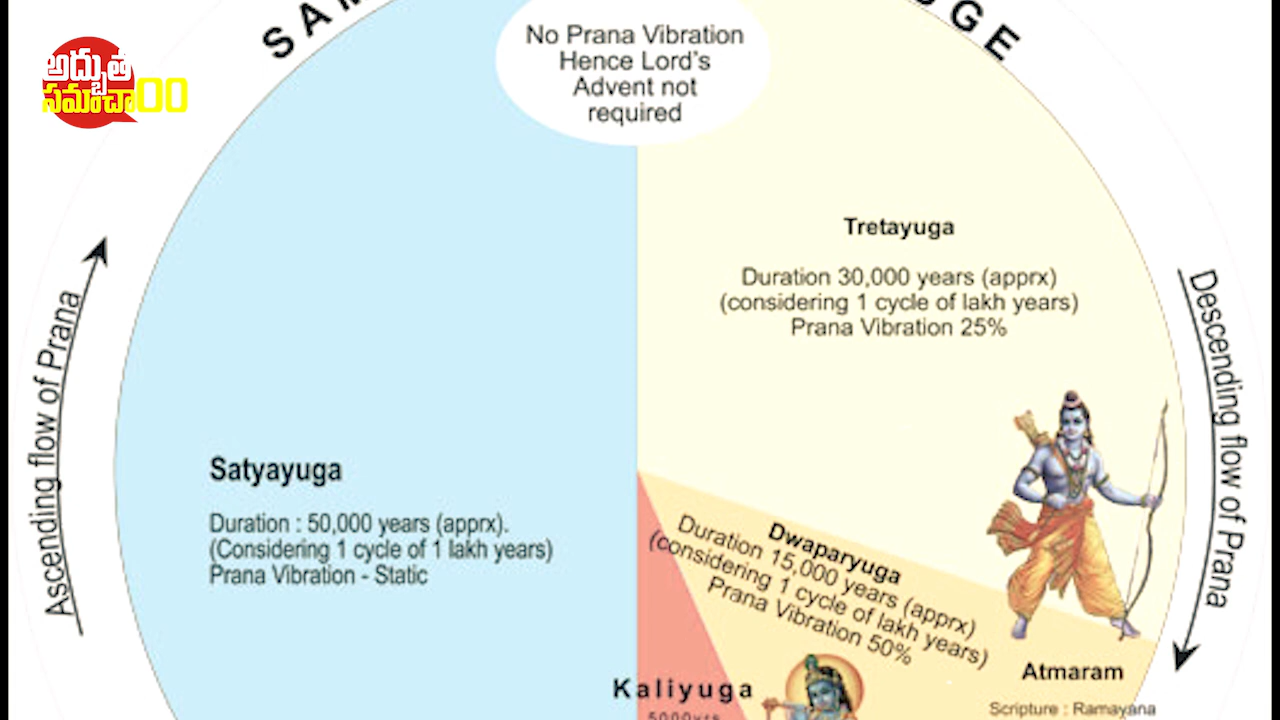 అద్భుత
సమాచారం
No Prana Vibration
Hence Lord's
Advent not
required
Tretayuga
Duration 30,000 years (apprx)
(considering 1 cycle of lakh years)
Prana Vibration 25%
Ascending flow of Prana
Descending flow of Prana
Satyayuga
Duration : 50,000 years (apprx).
(Considering 1 cycle of 1 lakh years)
Prana Vibration - Static
Dwaparyuga
Duration 15,000 years (apprx)
(considering 1 cycle of lakh years)
Prana Vibration 50%
Kaliyuga
5000yrs
Atmaram
Scripture : Ramayana